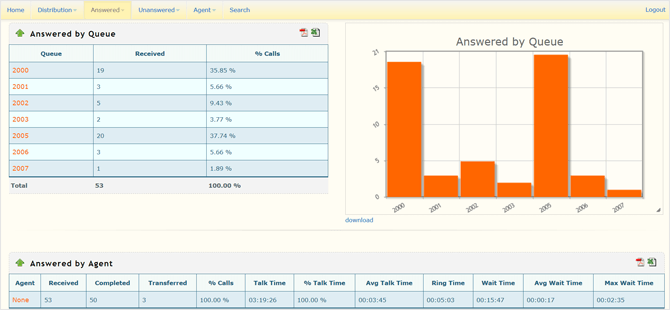 Home Distribution Answered Unanswered Agent Search Logout
Answered by Queue
Queue Received % Calls
2000 19 35.85 %
2001 3 5.66 %
2002 5 9.43 %
2003 2 3.77 %
2005 20 37.74 %
2006 3 5.66 %
2007 1 1.89 %
Total 53 100.00 %
Answered by Queue
21
15
10
5
0
2000 2001 2002 2003 2005 2006 2007
download
Answered by Agent
Agent Received Completed Transferred % Calls Talk Time % Talk Time Avg Talk Time Ring Time Wait Time Avg Wait Time Max Wait Time
None 53 50 3 100.00 % 03:19:26 100.00 % 00:03:45 00:05:03 00:15:47 00:00:17 00:02:35